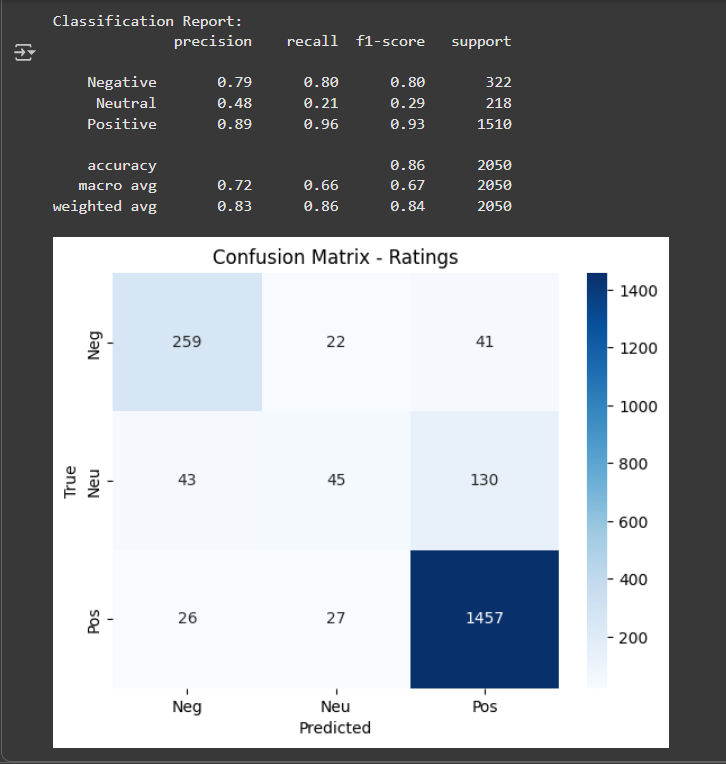 Classification Report:
precision recall f1-score support
Negative 0.79 0.80 0.80 322
Neutral 0.48 0.21 0.29 218
Positive 0.89 0.96 0.93 1510
accuracy 0.86 2050
macro avg 0.72 0.66 0.67 2050
weighted avg 0.83 0.86 0.84 2050
Confusion Matrix - Ratings
Neg 259 22 41
True
Neu 43 45 130
Pos 26 27 1457
Neg Neu Pos
Predicted
1400
1200
1000
800
600
400
200